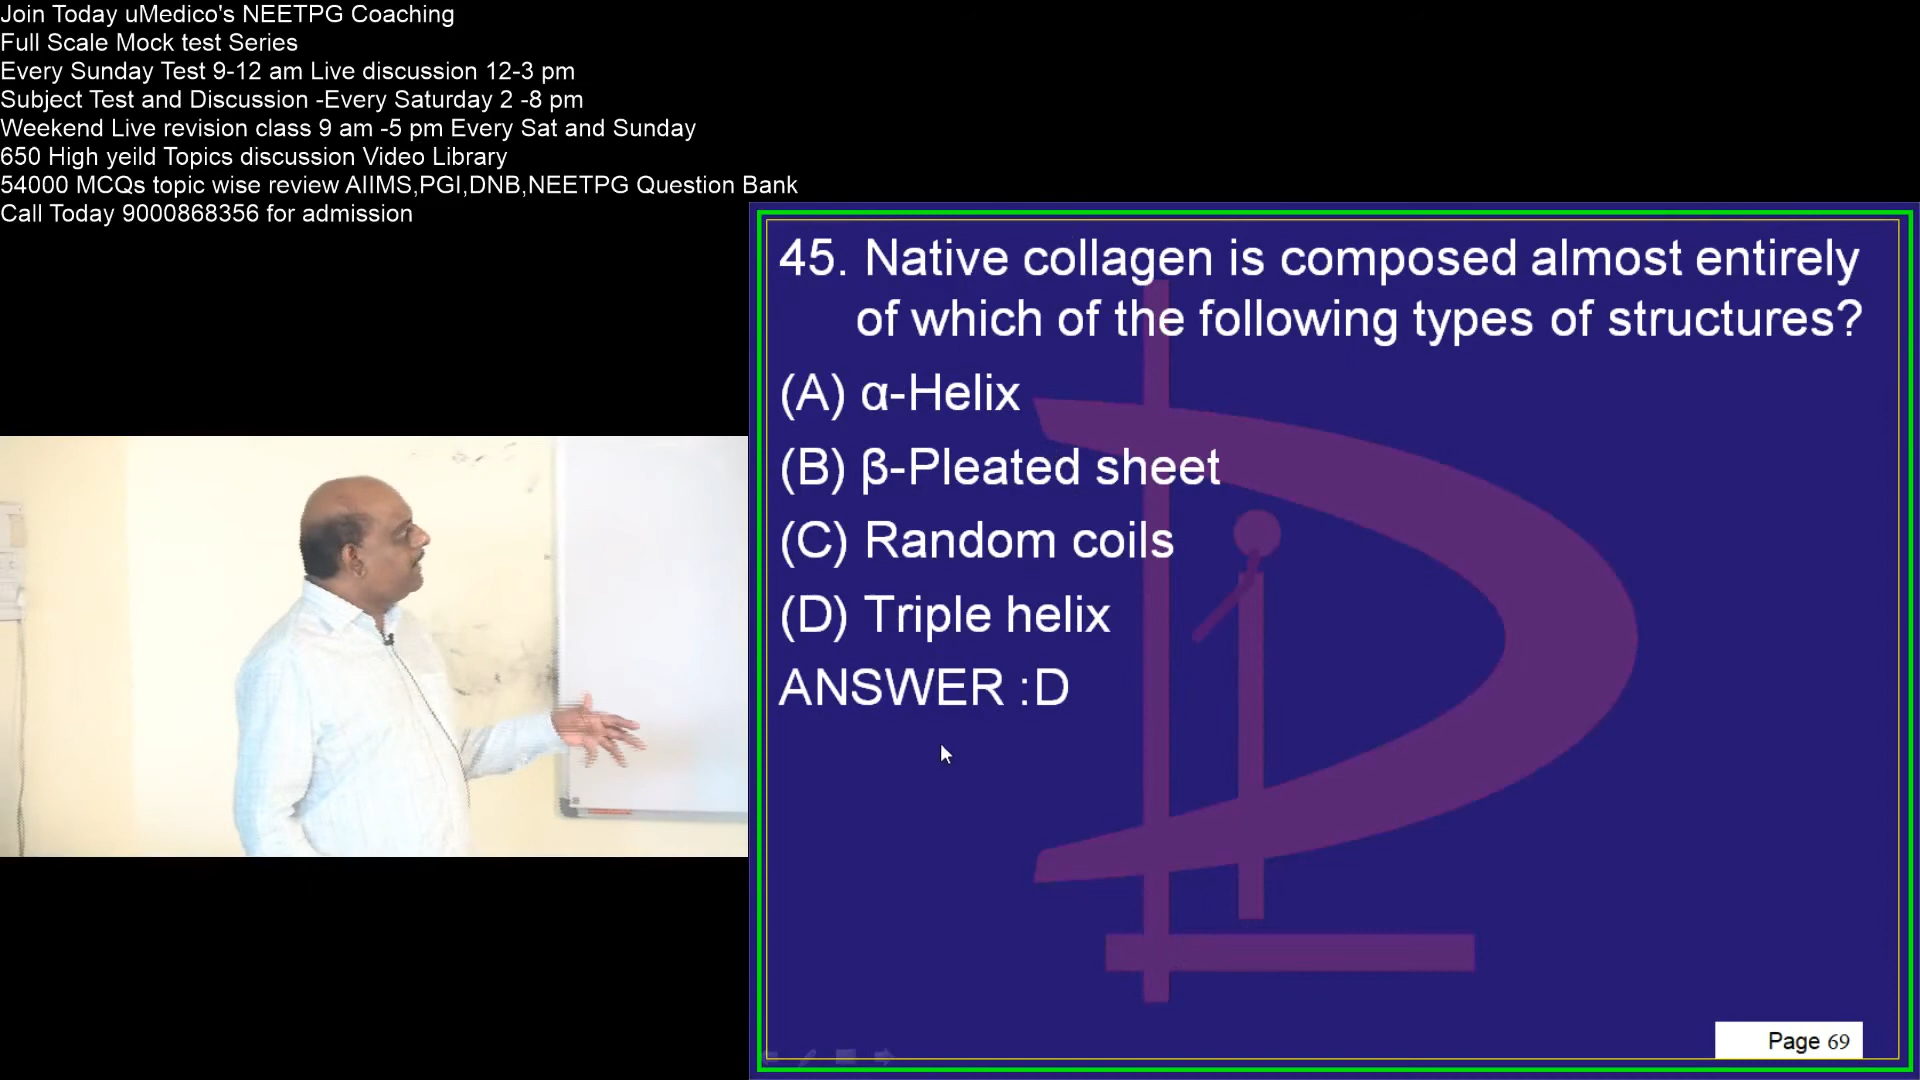 Join Today uMedico's NEETPG Coaching
Full Scale Mock test Series
Every Sunday Test 9-12 am Live discussion 12-3 pm
Subject Test and Discussion -Every Saturday 2 -8 pm
Weekend Live revision class 9 am -5 pm Every Sat and Sunday
650 High yeild Topics discussion Video Library
54000 MCQs topic wise review AIIMS,PGI,DNB,NEETPG Question Bank
Call Today 9000868356 for admission
45. Native collagen is composed almost entirely
of which of the following types of structures?
(A) α-Helix
(B) β-Pleated sheet
(C) Random coils
(D) Triple helix
ANSWER :D
Page 69